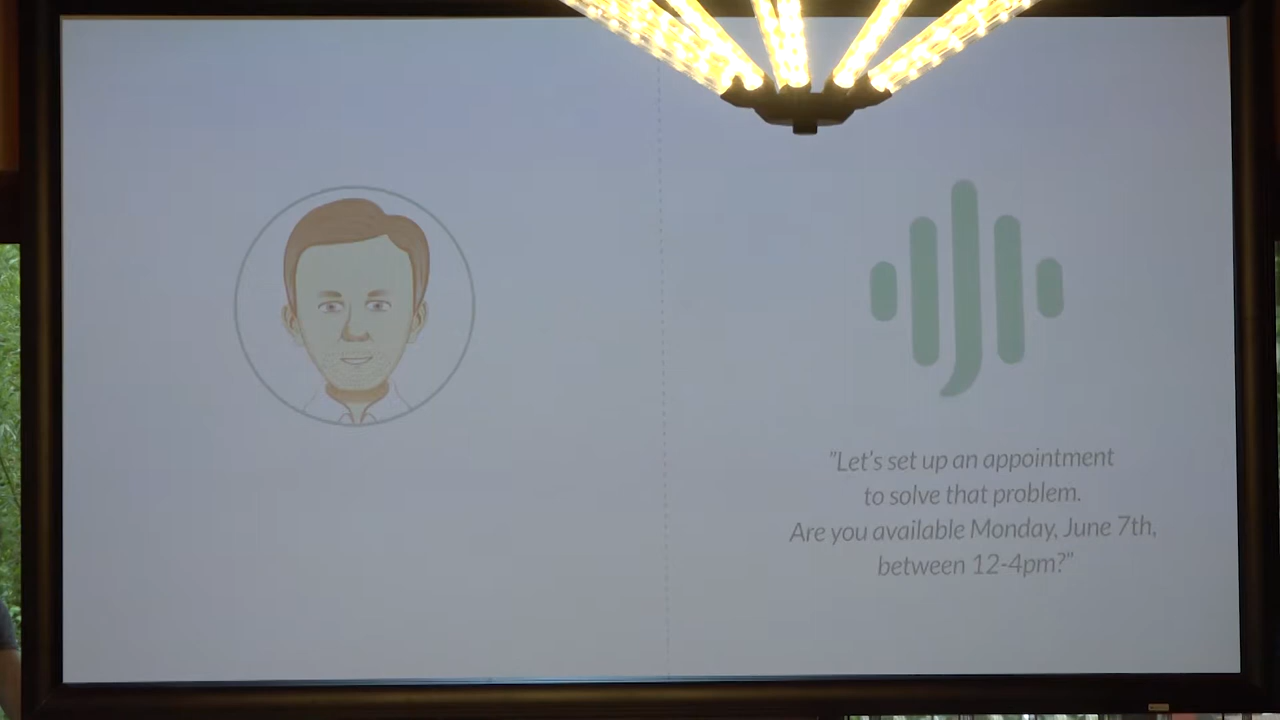 "Let's set up an appointment
to solve that problem.
Are you available Monday, June 7th,
between 12-4pm?"